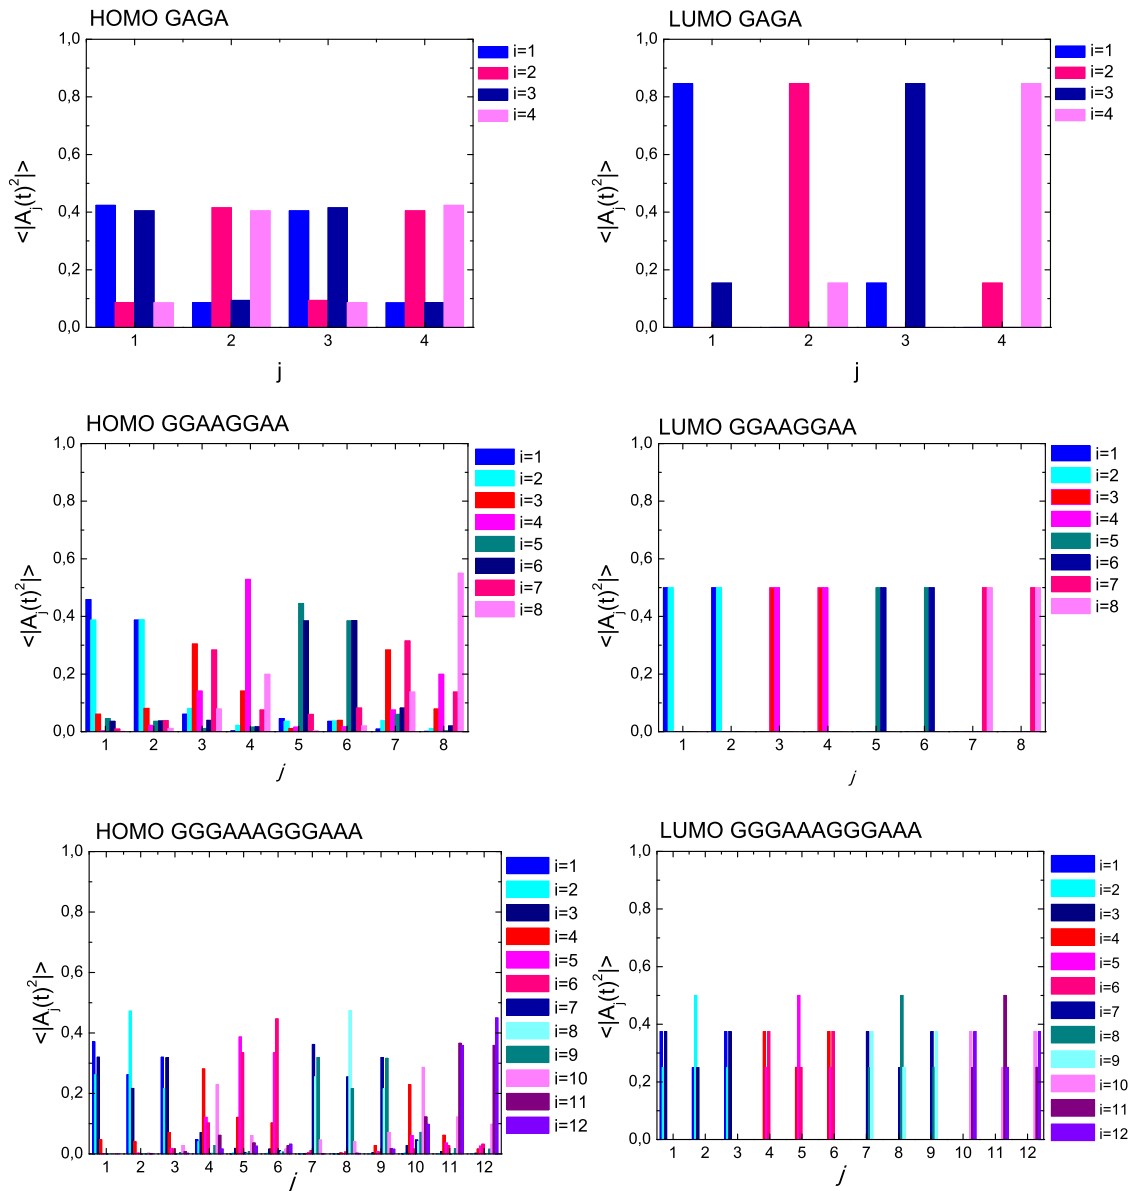 HOMO GAGA
<|A_j(t)^2|>
1,0
0,8
0,6
0,4
0,2
0,0
1 2 3 4
j
i=1
i=2
i=3
i=4
LUMO GAGA
<|A_j(t)^2|>
1,0
0,8
0,6
0,4
0,2
0,0
1 2 3 4
j
i=1
i=2
i=3
i=4
HOMO GGAAGGAA
<|A_j(t)^2|>
1,0
0,8
0,6
0,4
0,2
0,0
1 2 3 4 5 6 7 8
j
i=1
i=2
i=3
i=4
i=5
i=6
i=7
i=8
LUMO GGAAGGAA
<|A_j(t)^2|>
1,0
0,8
0,6
0,4
0,2
0,0
1 2 3 4 5 6 7 8
j
i=1
i=2
i=3
i=4
i=5
i=6
i=7
i=8
HOMO GGGAAAGGGAAA
<|A_j(t)^2|>
1,0
0,8
0,6
0,4
0,2
0,0
1 2 3 4 5 6 7 8 9 10 11 12
j
i=1
i=2
i=3
i=4
i=5
i=6
i=7
i=8
i=9
i=10
i=11
i=12
LUMO GGGAAAGGGAAA
<|A_j(t)^2|>
1,0
0,8
0,6
0,4
0,2
0,0
1 2 3 4 5 6 7 8 9 10 11 12
j
i=1
i=2
i=3
i=4
i=5
i=6
i=7
i=8
i=9
i=10
i=11
i=12